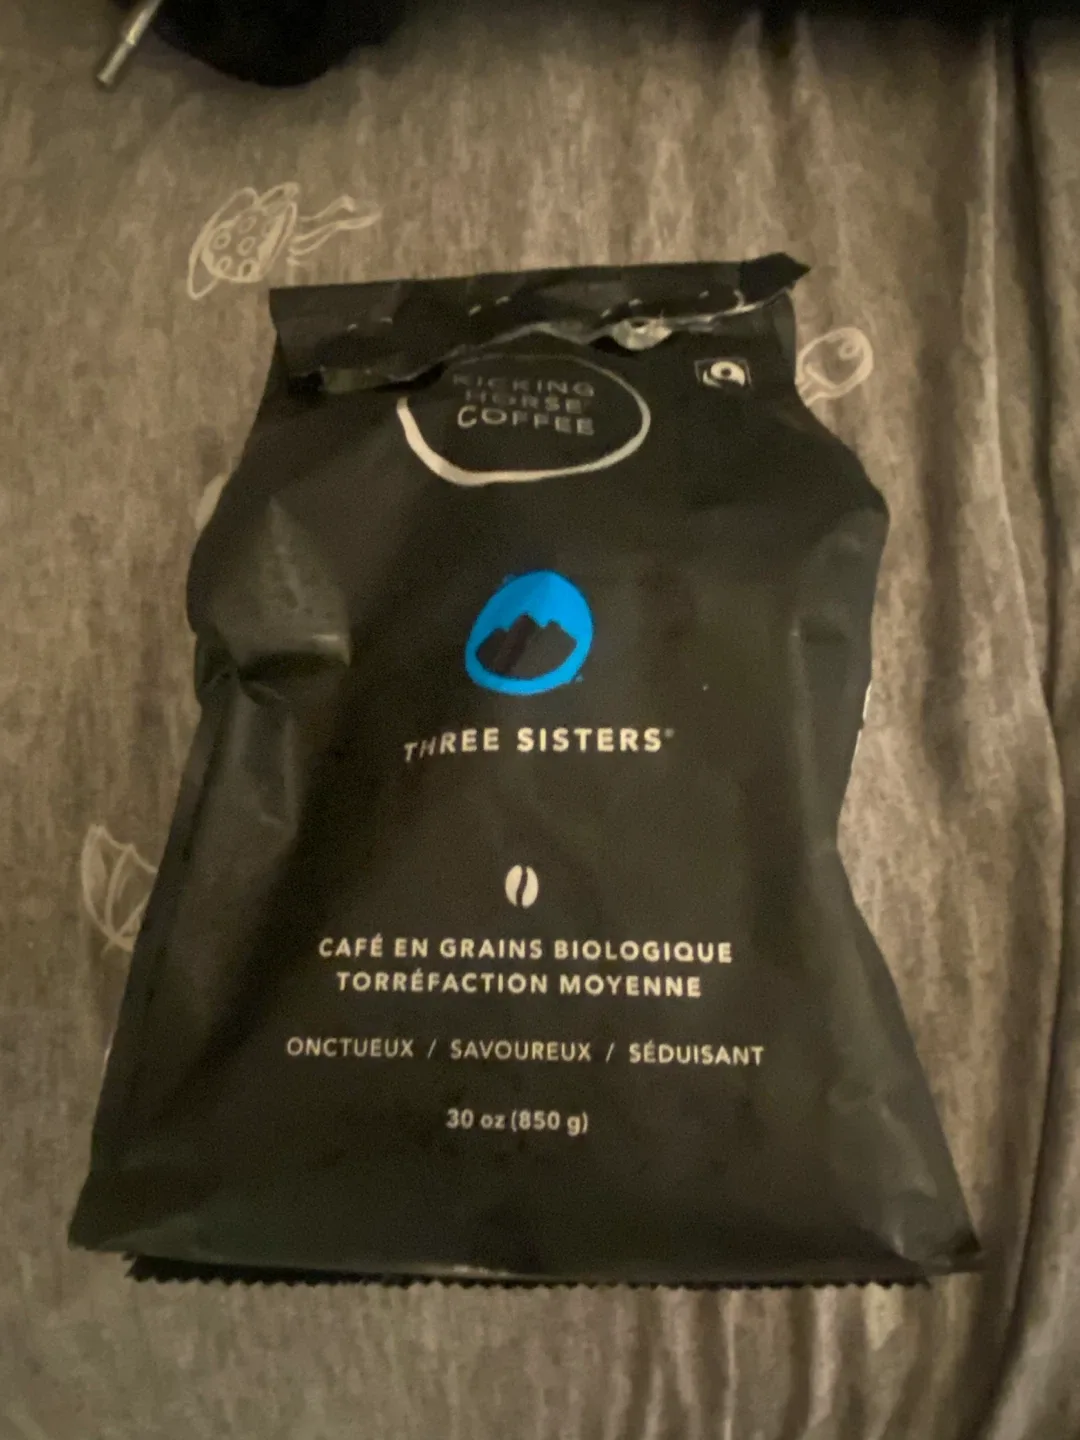 KICKING
HORSE
COFFEE
THREE SISTERS®
CAFÉ EN GRAINS BIOLOGIQUE
TORRÉFACTION MOYENNE
ONCTUEUX / SAVOUREUX / SÉDUISANT
30 oz (850 g)